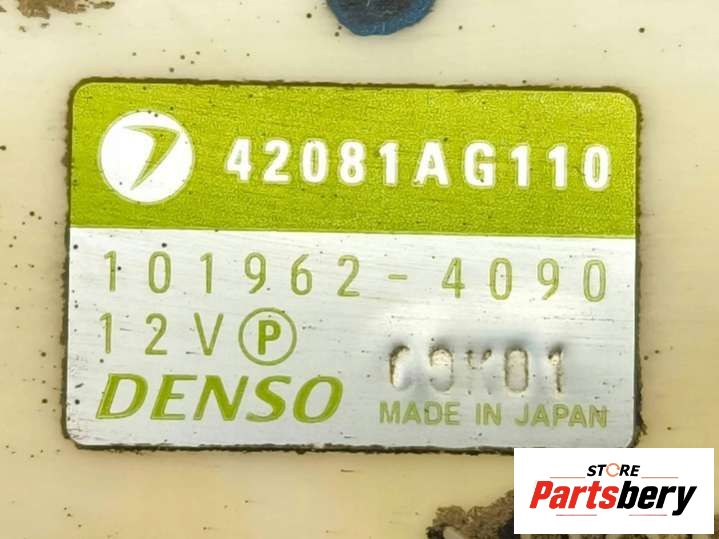 42081AG110
101962-4090
12V P
DENSO
MADE IN JAPAN
STORE
Partsbery